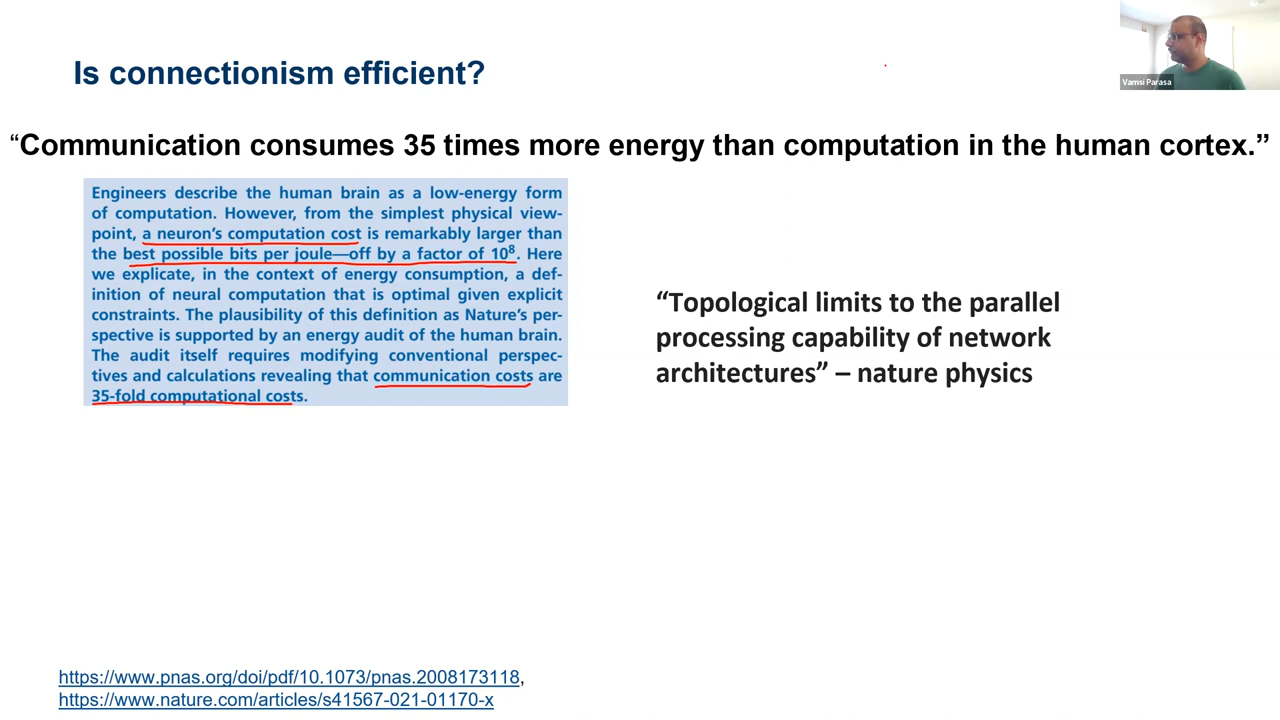 Is connectionism efficient?
Vamsi Parasa
“Communication consumes 35 times more energy than computation in the human cortex.”
Engineers describe the human brain as a low-energy form
of computation. However, from the simplest physical view-
point, a neuron’s computation cost is remarkably larger than
the best possible bits per joule—off by a factor of 10⁸. Here
we explicate, in the context of energy consumption, a def-
inition of neural computation that is optimal given explicit
constraints. The plausibility of this definition as Nature’s per-
spective is supported by an energy audit of the human brain.
The audit itself requires modifying conventional perspec-
tives and calculations revealing that communication costs are
35-fold computational costs.
“Topological limits to the parallel
processing capability of network
architectures” – nature physics
https://www.pnas.org/doi/pdf/10.1073/pnas.2008173118,
https://www.nature.com/articles/s41567-021-01170-x